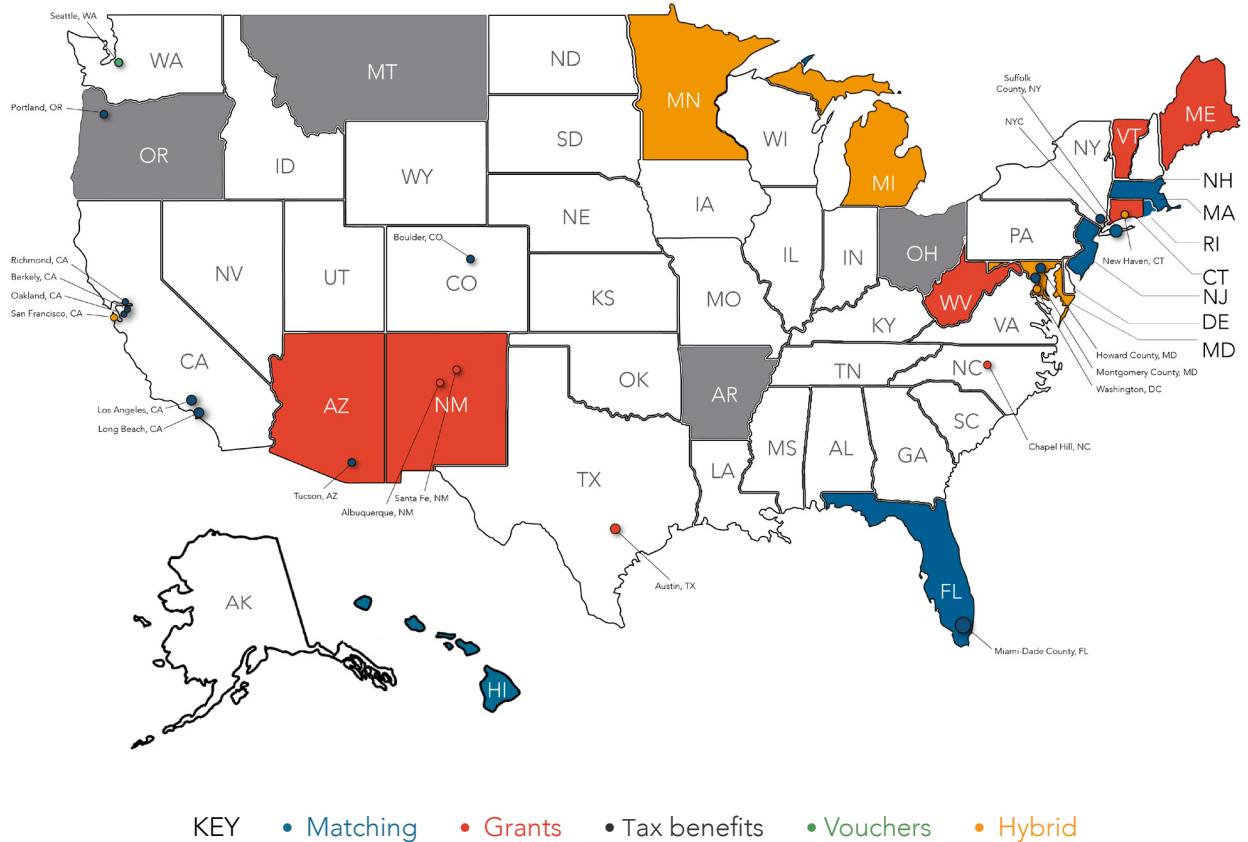 Seattle, WA
WA
MT
ND
MN
Portland, OR
OR
ID
WY
SD
WI
MI
Suffolk
County, NY
NYC
NY
VT
ME
NH
MA
RI
CT
NJ
DE
MD
New Haven, CT
Howard County, MD
Montgomery County, MD
Washington, DC
NE
IA
PA
OH
IN
IL
NV
UT
Boulder, CO
CO
KS
MO
WV
VA
KY
Richmond, CA
Berkely, CA
Oakland, CA
San Francisco, CA
CA
Los Angeles, CA
Long Beach, CA
AZ
NM
OK
AR
TN
NC
SC
Chapel Hill, NC
Tucson, AZ
Santa Fe, NM
Albuquerque, NM
TX
LA
MS
AL
GA
Austin, TX
FL
Miami-Dade County, FL
AK
HI
KEY
Matching
Grants
Tax benefits
Vouchers
Hybrid